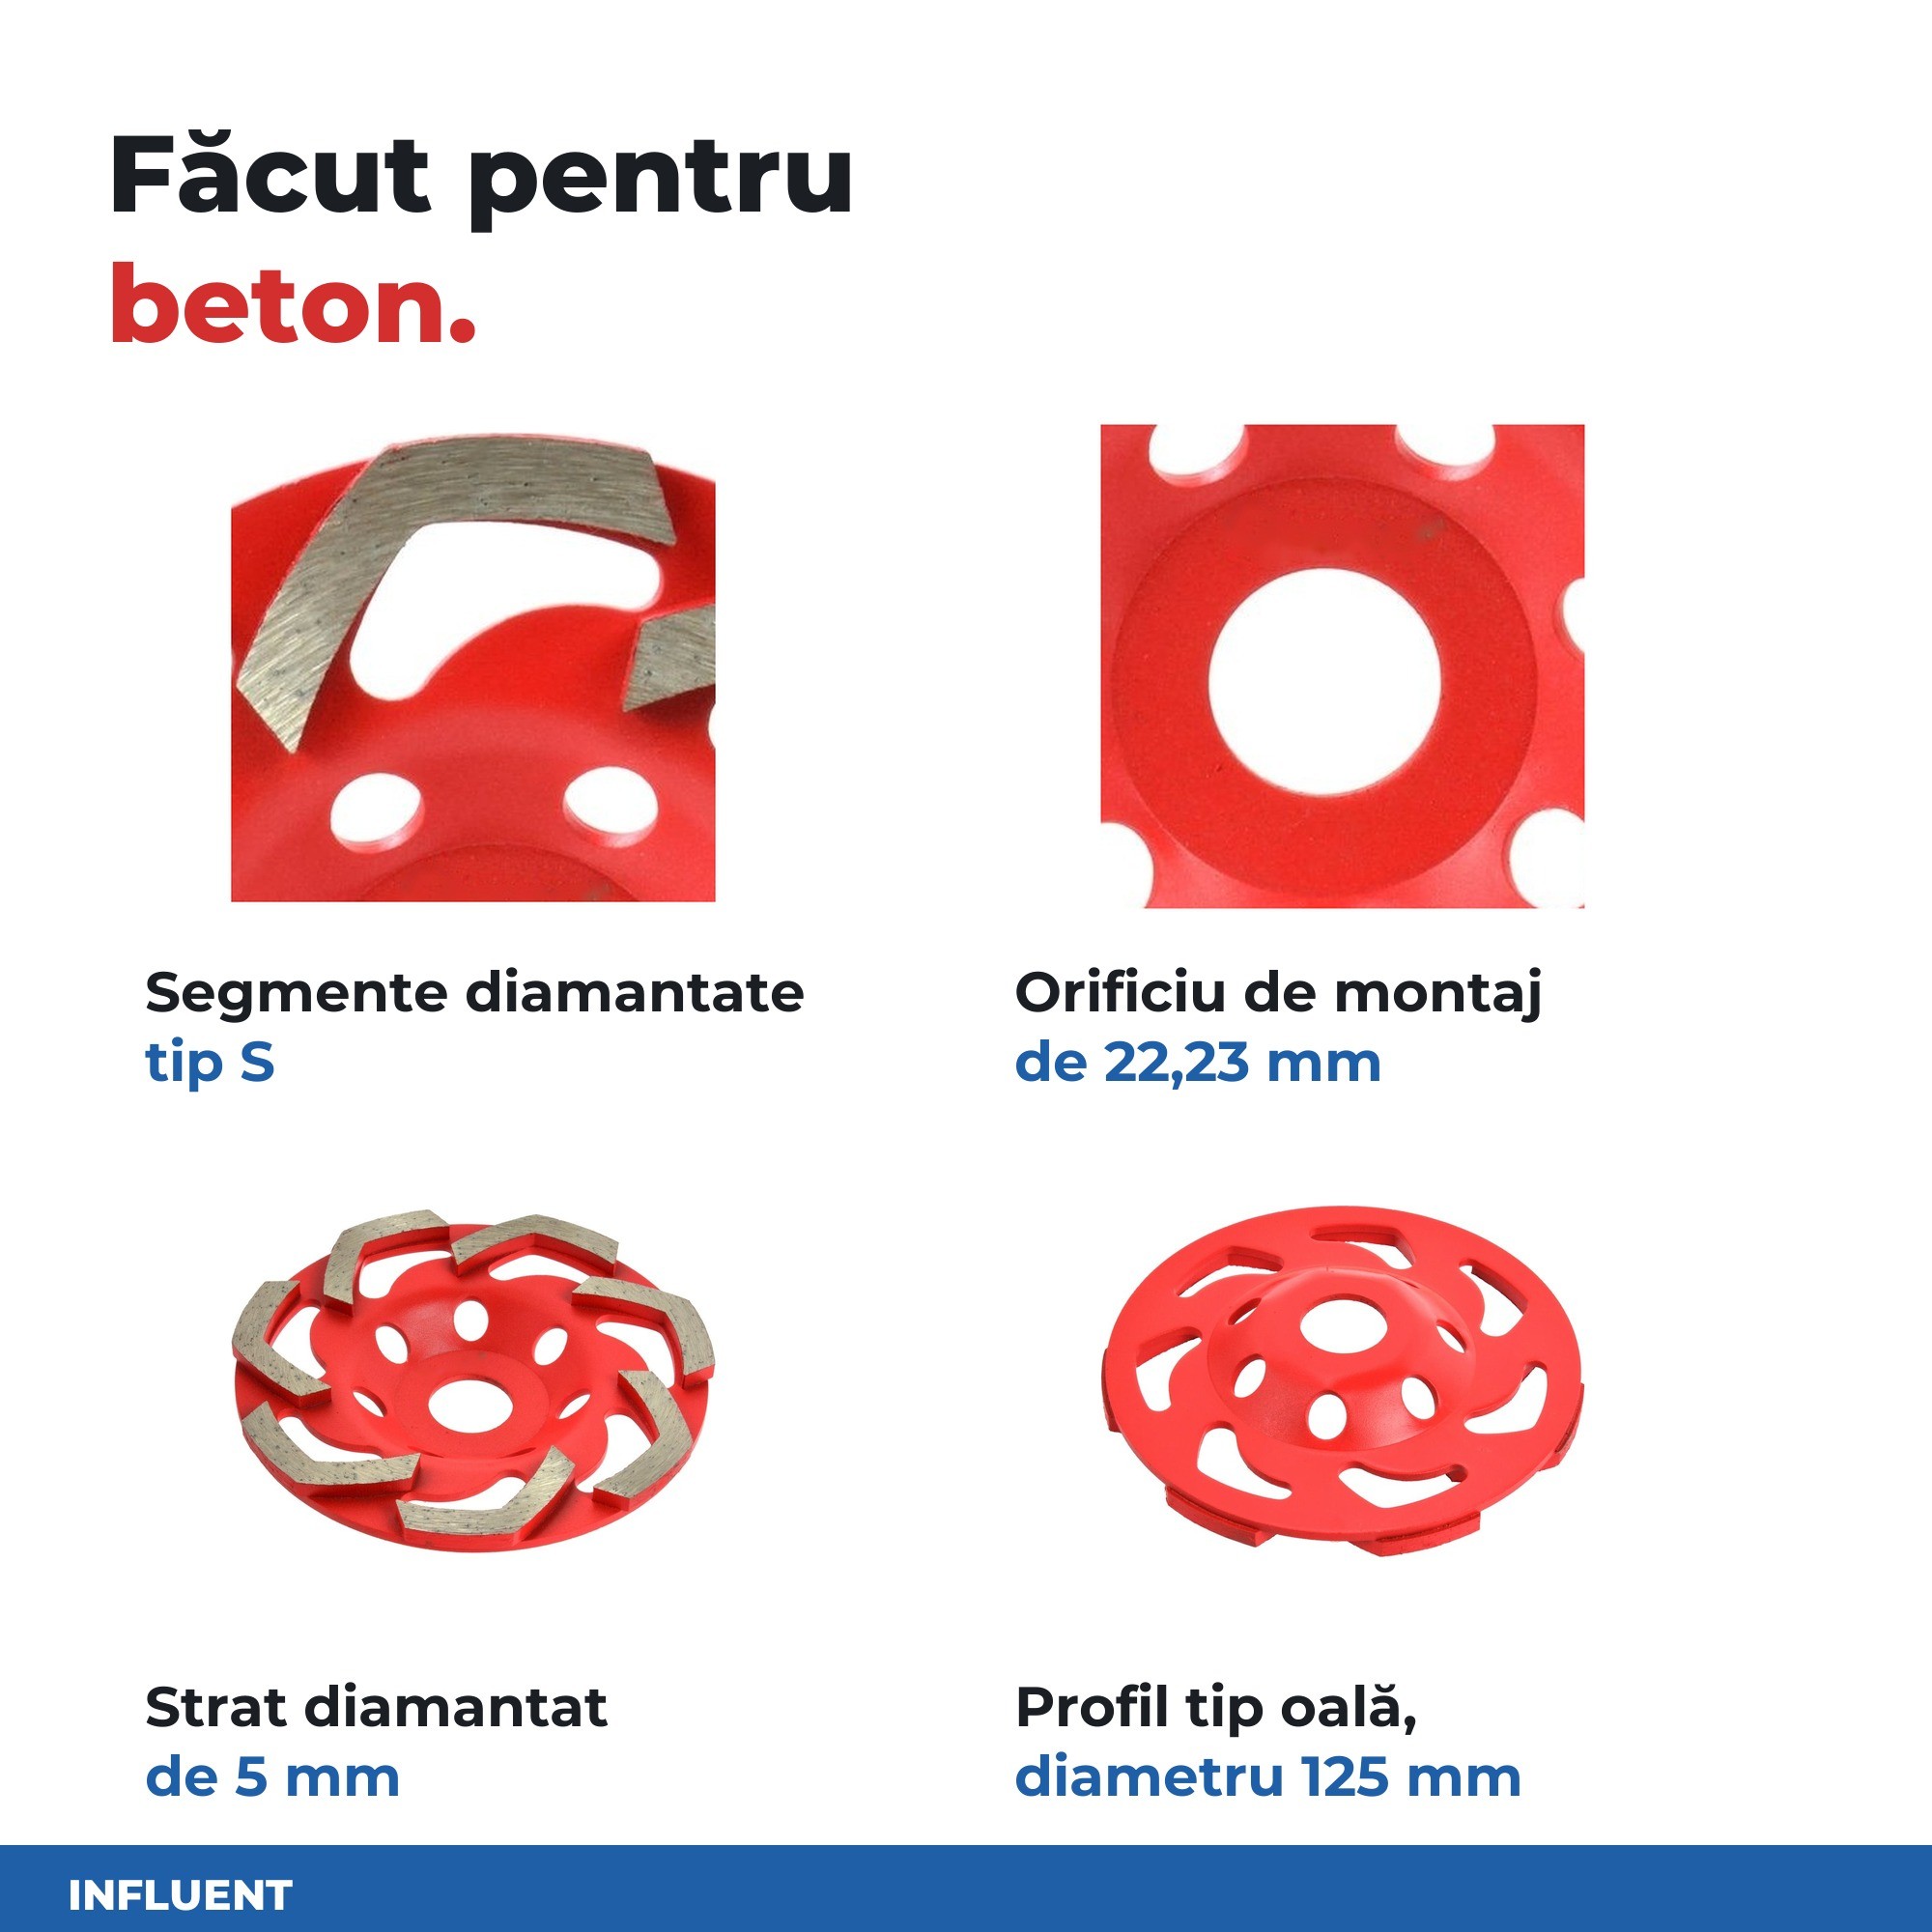 Făcut pentru
beton.
Segmente diamantate
tip S
Orificiu de montaj
de 22,23 mm
Strat diamantat
de 5 mm
Profil tip oală,
diametru 125 mm
INFLUENT